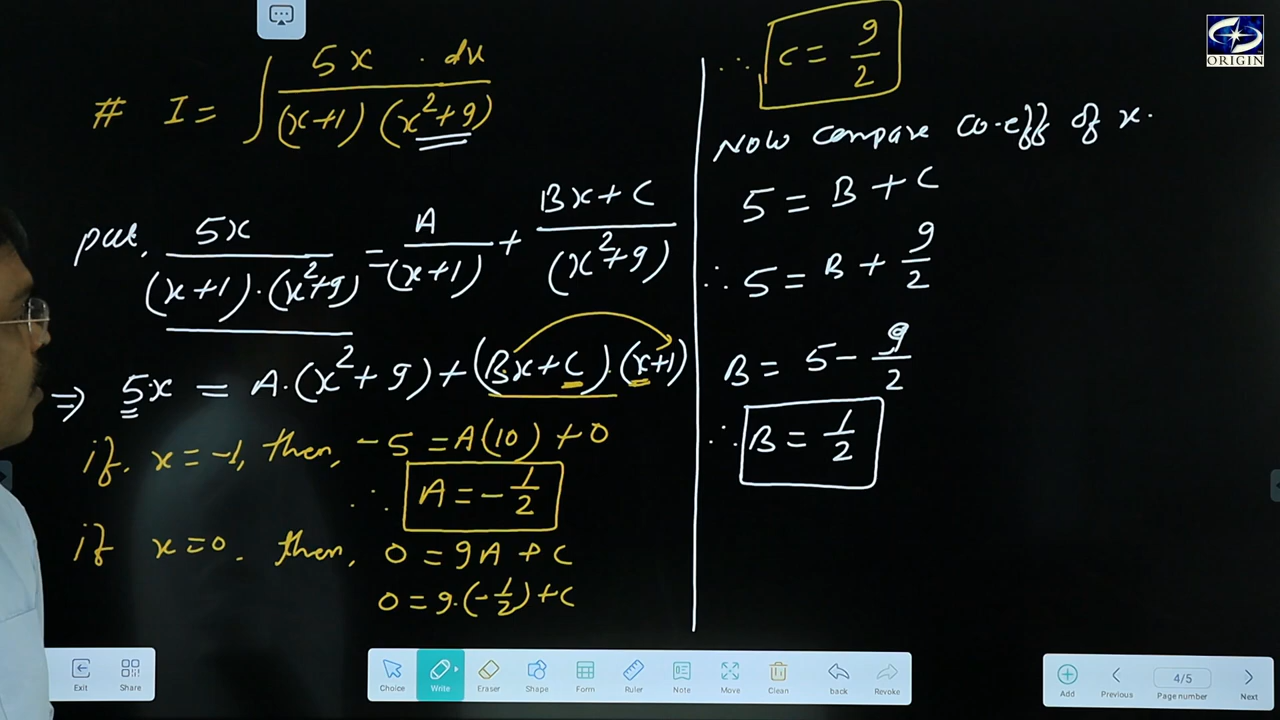 # I = ∫ 5x . dx / (x+1) (x²+9)
put, 5x / (x+1).(x²+9) = A / (x+1) + Bx+C / (x²+9)
⇒ 5x = A.(x²+9)+(Bx+C).(x+1)
if, x=-1, then, -5 = A(10) + 0
∴ A = -1/2
if x=0. then, 0 = 9A + C
0 = 9.(-1/2)+C
∴ C = 9/2
Now compare co-eff of x.
5 = B + C
∴ 5 = B + 9/2
B = 5 - 9/2
∴ B = 1/2
ORIGIN
Exit
Share
Choice
Write
Eraser
Shape
Form
Ruler
Note
Move
Clean
back
Revoke
Add
Previous
4/5
Page number
Next